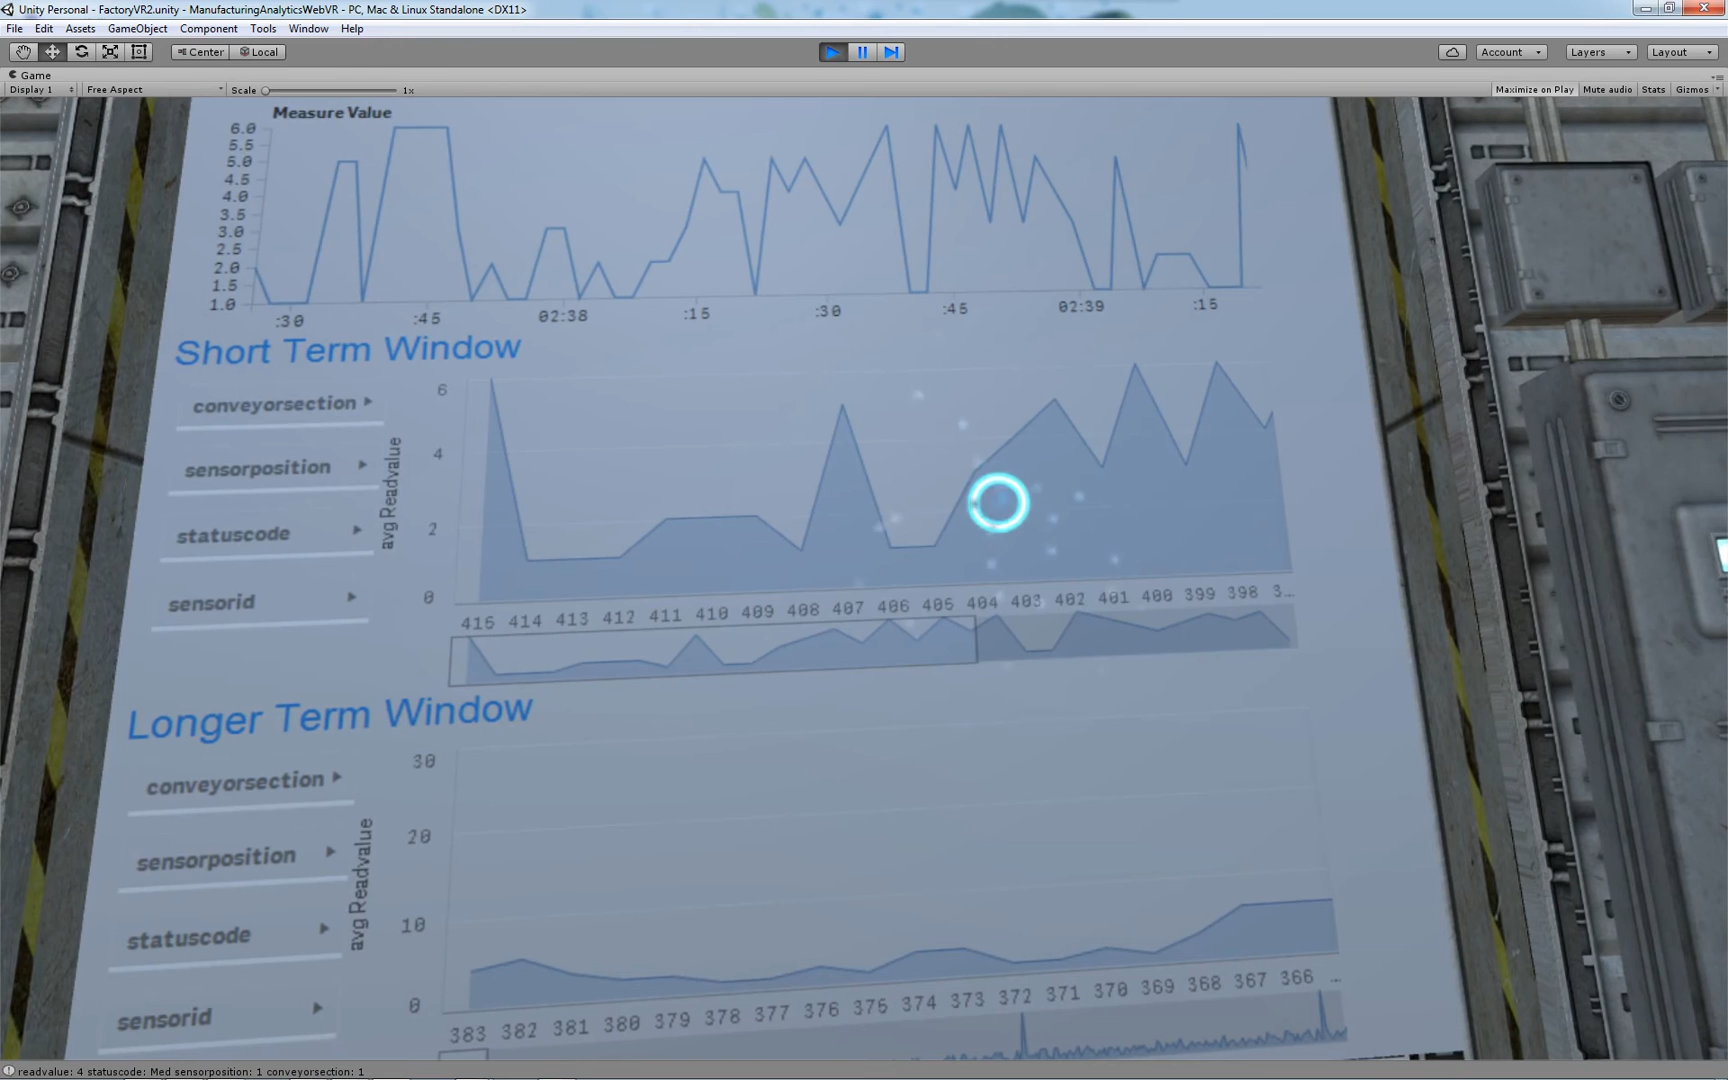 Unity Personal - FactoryVR2.unity - ManufacturingAnalyticsWebVR - PC, Mac & Linux Standalone <DX11>
File Edit Assets GameObject Component Tools Window Help
Center Local Account Layers Layout
Game
Display 1 Free Aspect Scale 1x Maximize on Play Mute audio Stats Gizmos
Measure Value
6.0
5.5
5.0
4.5
4.0
3.5
3.0
2.5
2.0
1.5
1.0
:30 :45 02:38 :15 :30 :45 02:39 :15
Short Term Window
conveyorsection
sensorposition
statuscode
sensorid
avg Readvalue
6
4
2
0
415 414 413 412 411 410 409 408 407 406 405 404 403 402 401 400 399 398 3...
Longer Term Window
conveyorsection
sensorposition
statuscode
sensorid
avg Readvalue
30
20
10
0
383 382 381 380 379 378 377 376 375 374 373 372 371 370 369 368 367 366 ...
readvalue: 4 statuscode: Med sensorposition: 1 conveyorsection: 1